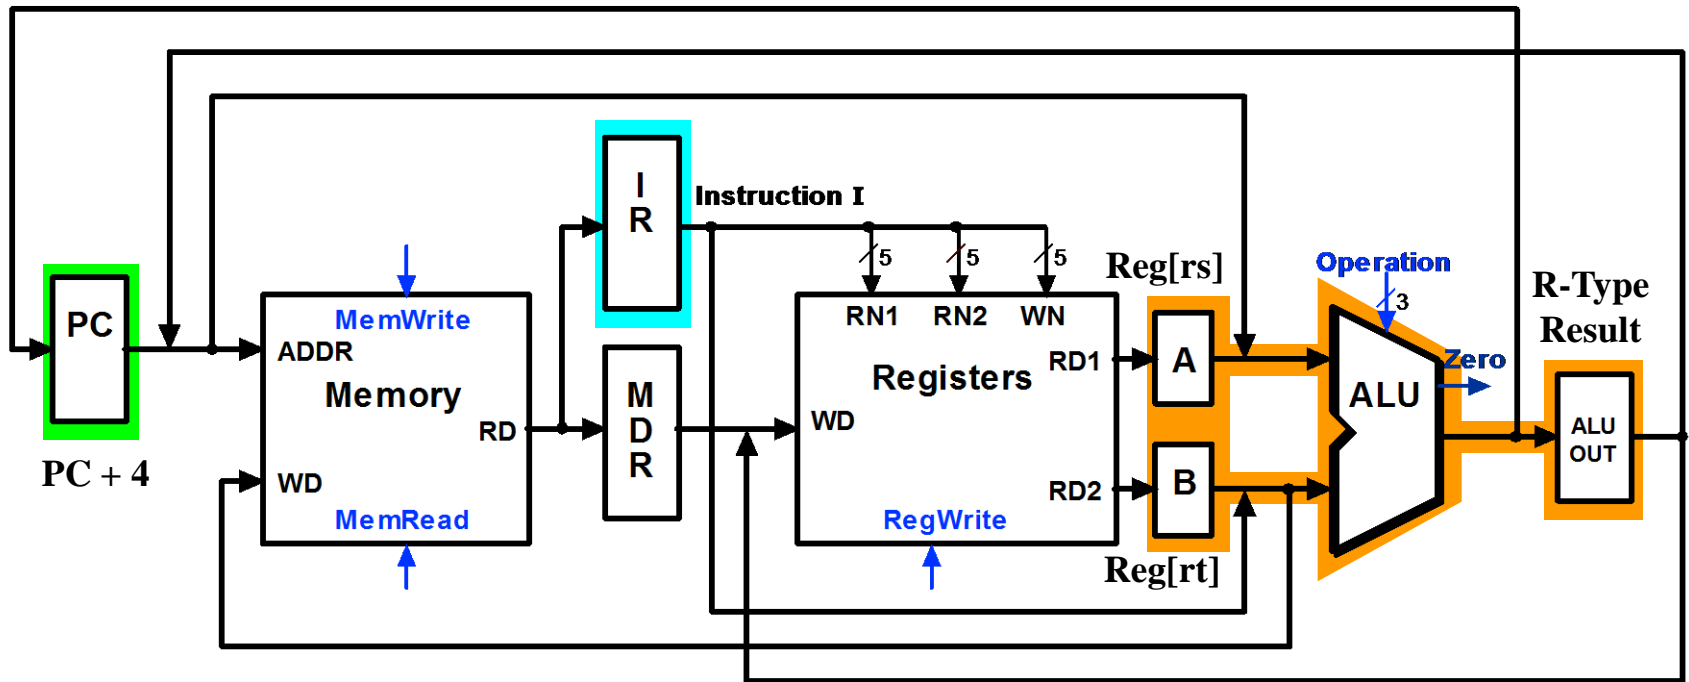 I
R
Instruction I
5
5
5
Reg[rs]
Operation
3
R-Type
Result
PC
MemWrite
ADDR
Memory
RD
WD
MemRead
PC + 4
M
D
R
RN1
RN2
WN
RD1
Registers
WD
RD2
RegWrite
A
B
Reg[rt]
Zero
ALU
ALU
OUT